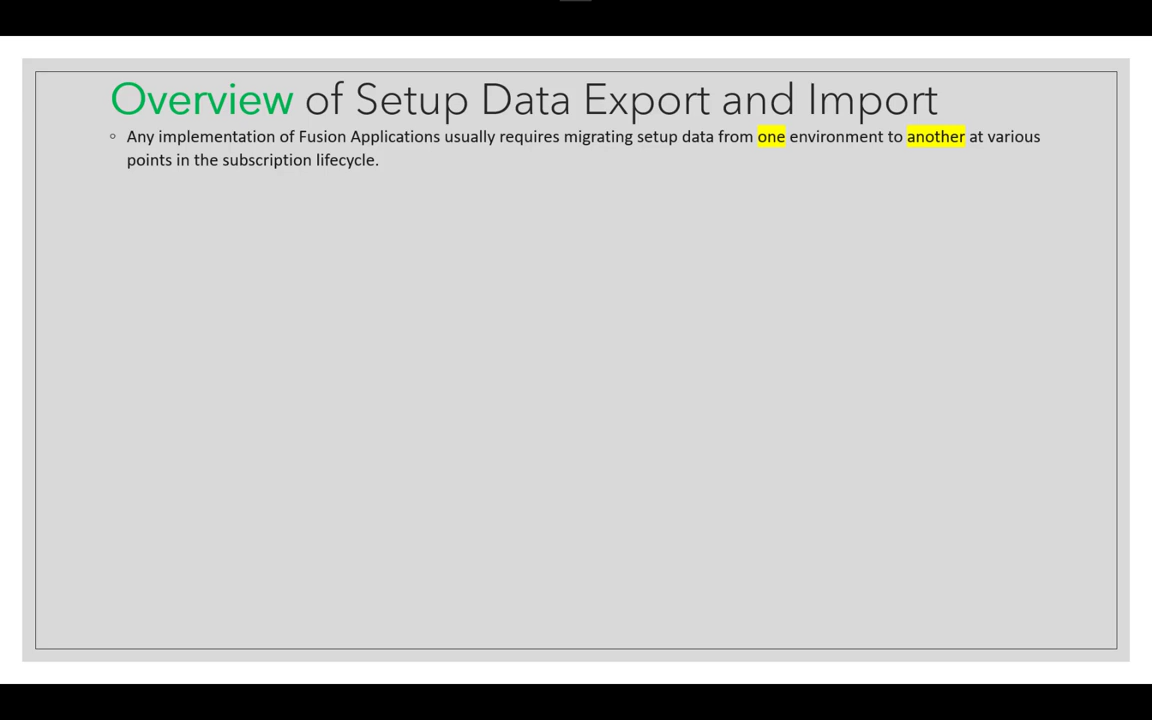 Overview of Setup Data Export and Import
◦ Any implementation of Fusion Applications usually requires migrating setup data from one environment to another at various
points in the subscription lifecycle.